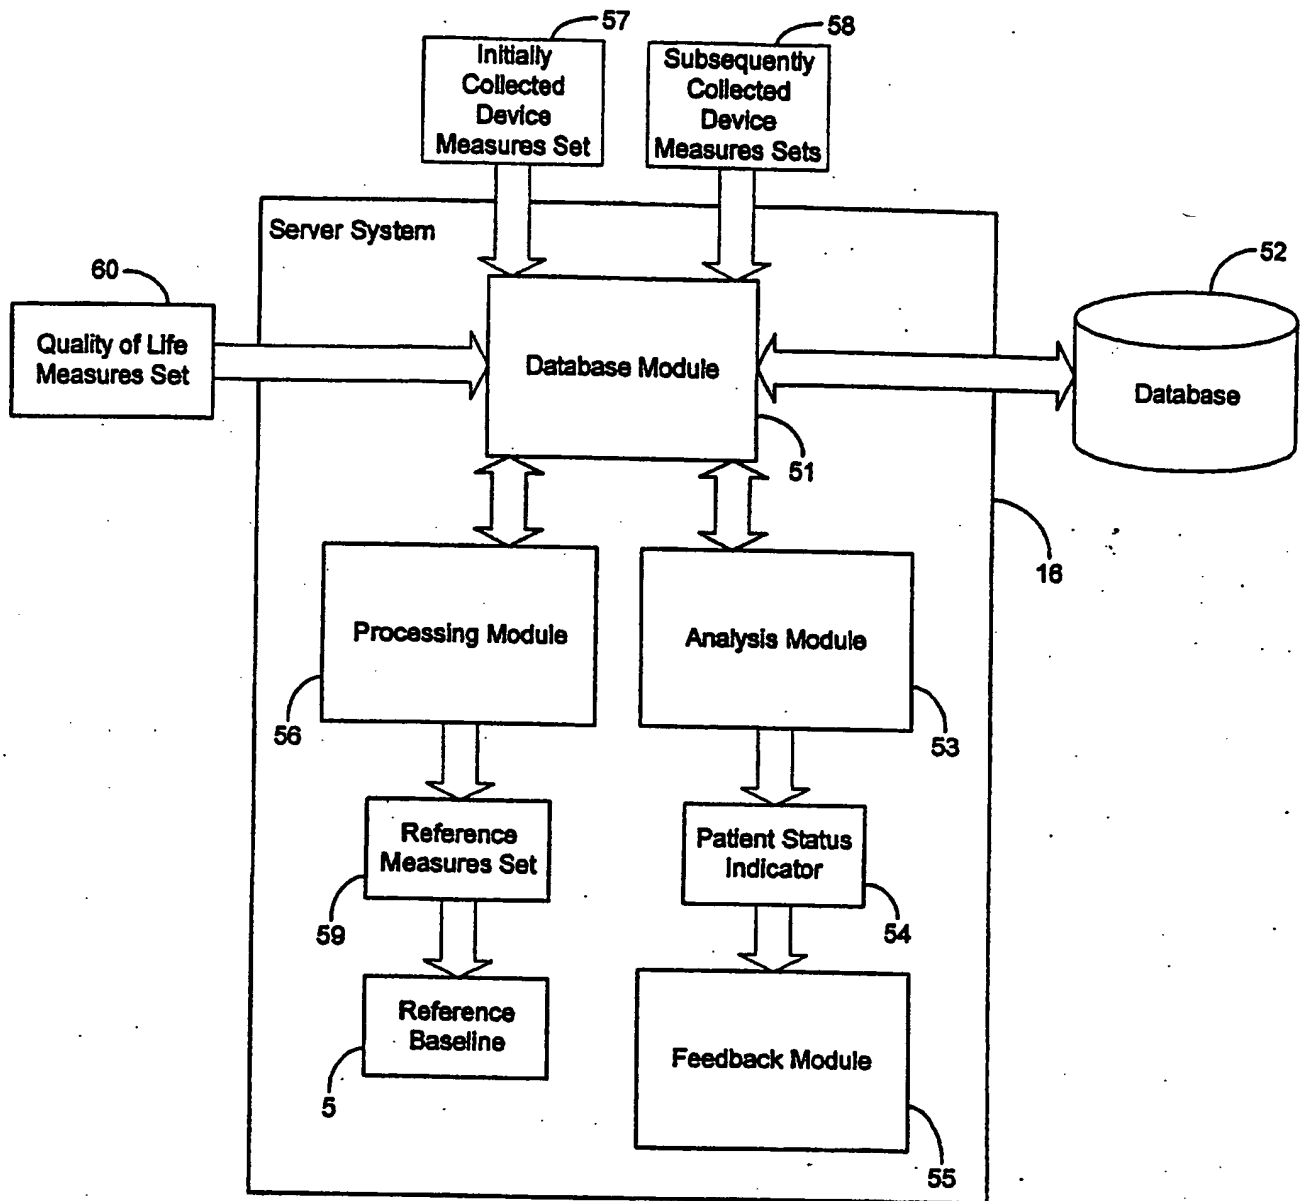 57
58
Initially
Collected
Device
Measures Set
Subsequently
Collected
Device
Measures Sets
Server System
60
52
Quality of Life
Measures Set
Database Module
Database
51
16
Processing Module
Analysis Module
56
53
Reference
Measures Set
Patient Status
Indicator
59
54
Reference
Baseline
Feedback Module
5
55